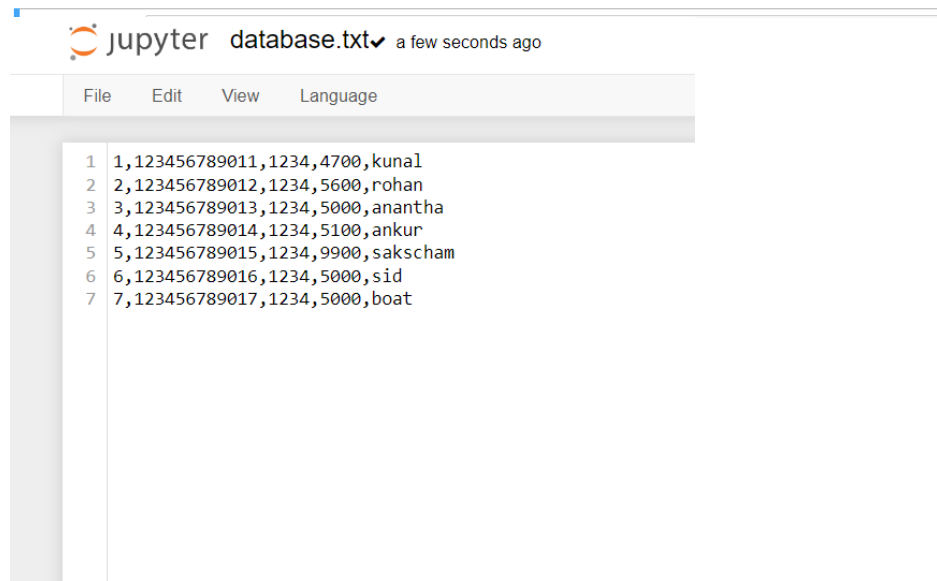 jupyter database.txt✔ a few seconds ago
File Edit View Language
1 1,123456789011,1234,4700,kunal
2 2,123456789012,1234,5600,rohan
3 3,123456789013,1234,5000,anantha
4 4,123456789014,1234,5100,ankur
5 5,123456789015,1234,9900,sakscham
6 6,123456789016,1234,5000,sid
7 7,123456789017,1234,5000,boat